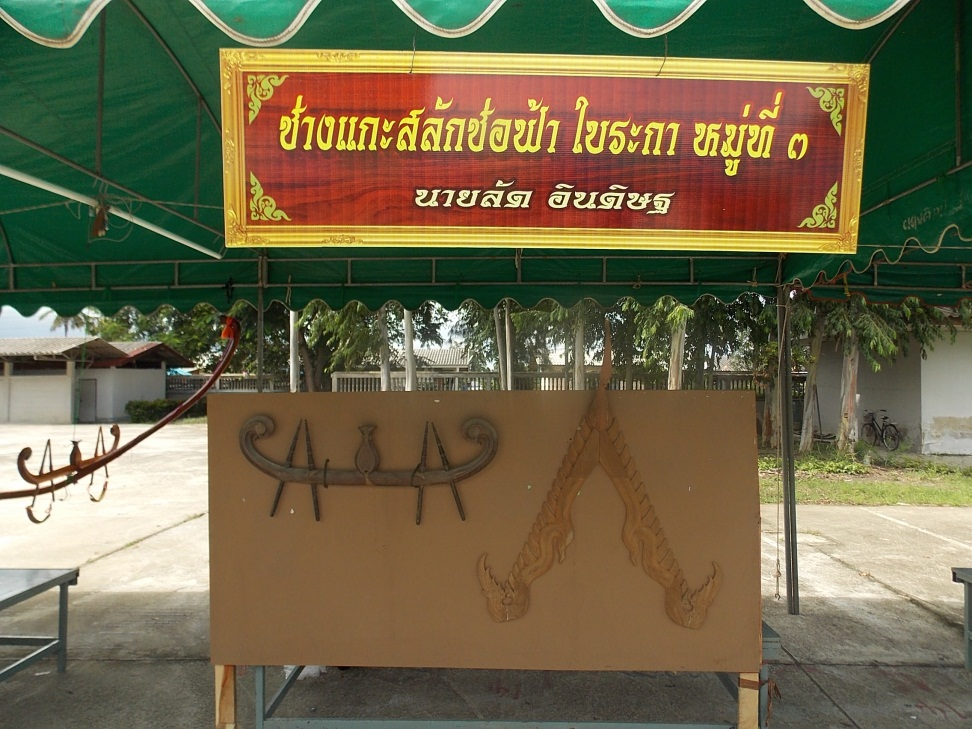 ช่างแกะสลักช่อฟ้า ใบระกา หมู่ที่ ๓
นายลัด อินดิษฐ